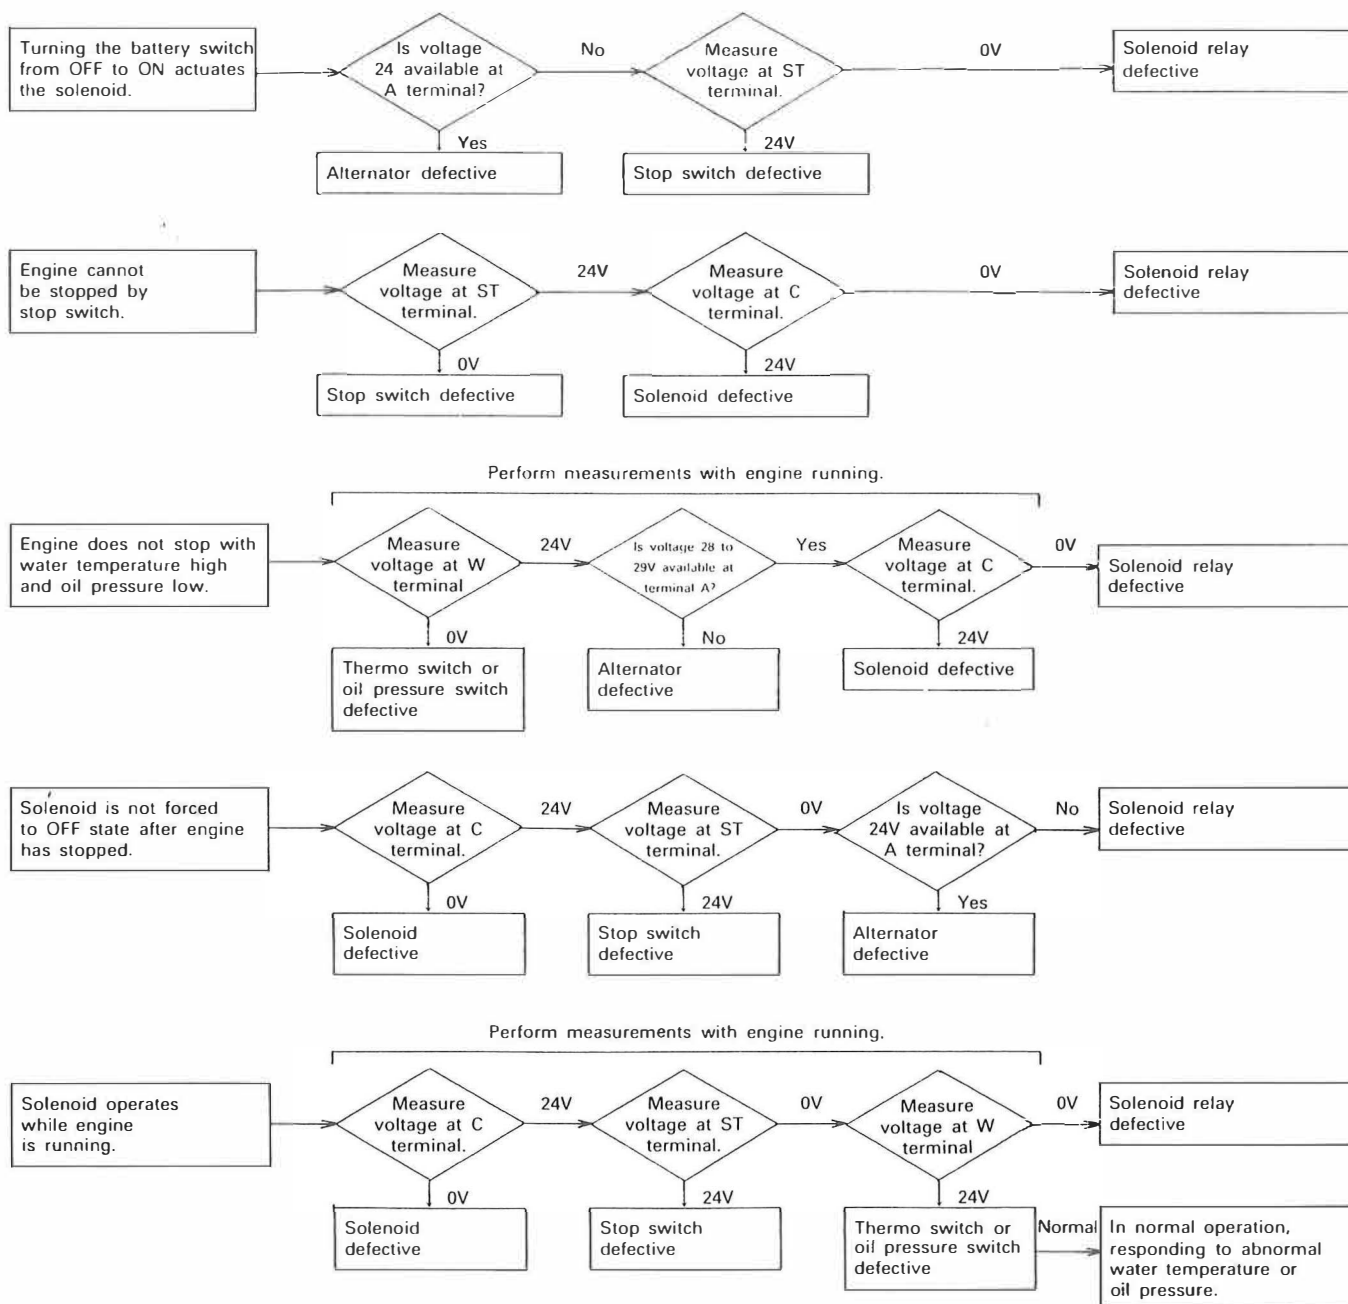 Turning the battery switch
from OFF to ON actuates
the solenoid.
Is voltage
24 available at
A terminal?
No
Measure
voltage at ST
terminal.
0V
Solenoid relay
defective
Yes
24V
Alternator defective
Stop switch defective
Engine cannot
be stopped by
stop switch.
Measure
voltage at ST
terminal.
24V
Measure
voltage at C
terminal.
0V
Solenoid relay
defective
0V
24V
Stop switch defective
Solenoid defective
Perform measurements with engine running.
Engine does not stop with
water temperature high
and oil pressure low.
Measure
voltage at W
terminal
24V
Is voltage 28 to
29V available at
terminal A?
Yes
Measure
voltage at C
terminal.
0V
Solenoid relay
defective
0V
No
24V
Thermo switch or
oil pressure switch
defective
Alternator
defective
Solenoid defective
Solenoid is not forced
to OFF state after engine
has stopped.
Measure
voltage at C
terminal.
24V
Measure
voltage at ST
terminal.
0V
Is voltage
24V available at
A terminal?
No
Solenoid relay
defective
0V
24V
Yes
Solenoid
defective
Stop switch
defective
Alternator
defective
Perform measurements with engine running.
Solenoid operates
while engine
is running.
Measure
voltage at C
terminal.
24V
Measure
voltage at ST
terminal.
0V
Measure
voltage at W
terminal
0V
Solenoid relay
defective
0V
24V
24V
Solenoid
defective
Stop switch
defective
Thermo switch or
oil pressure switch
defective
Normal
In normal operation,
responding to abnormal
water temperature or
oil pressure.